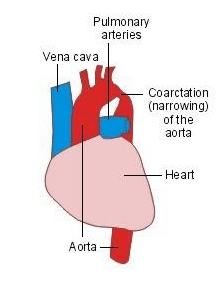 Pulmonary
arteries
Vena cava
Coarctation
(narrowing)
of the
aorta
Heart
Aorta